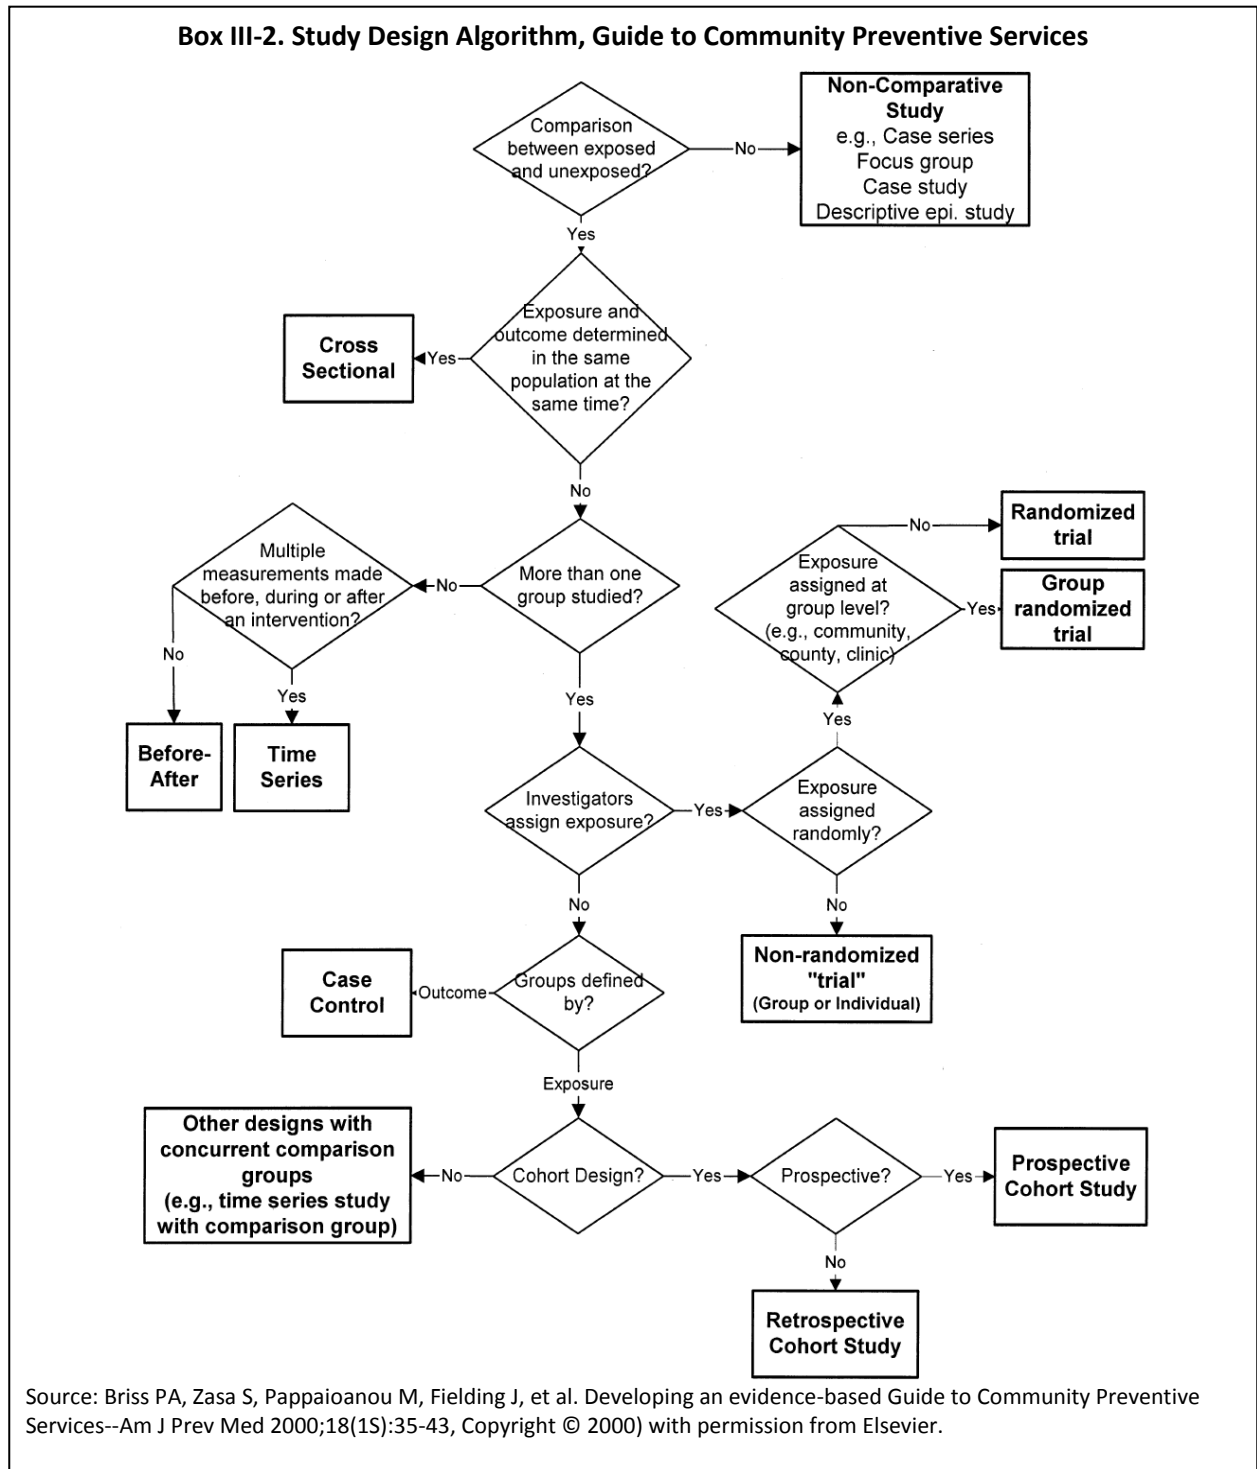 Box III-2. Study Design Algorithm, Guide to Community Preventive Services
Comparison
between exposed
and unexposed?
No
Non-Comparative
Study
e.g., Case series
Focus group
Case study
Descriptive epi. study
Yes
Exposure and
outcome determined
in the same
population at the
same time?
Yes
Cross
Sectional
No
More than one
group studied?
No
Multiple
measurements made
before, during or after
an intervention?
No
Yes
Before-
After
Time
Series
Yes
Investigators
assign exposure?
Yes
Exposure
assigned
randomly?
Yes
Exposure
assigned at
group level?
(e.g., community,
county, clinic)
No
Randomized
trial
Yes
Group
randomized
trial
No
Non-randomized
"trial"
(Group or Individual)
No
Groups defined
by?
Outcome
Case
Control
Exposure
Cohort Design?
No
Other designs with
concurrent comparison
groups
(e.g., time series study
with comparison group)
Yes
Prospective?
Yes
Prospective
Cohort Study
No
Retrospective
Cohort Study
Source: Briss PA, Zasa S, Pappaioanou M, Fielding J, et al. Developing an evidence-based Guide to Community Preventive
Services--Am J Prev Med 2000;18(1S):35-43, Copyright © 2000) with permission from Elsevier.